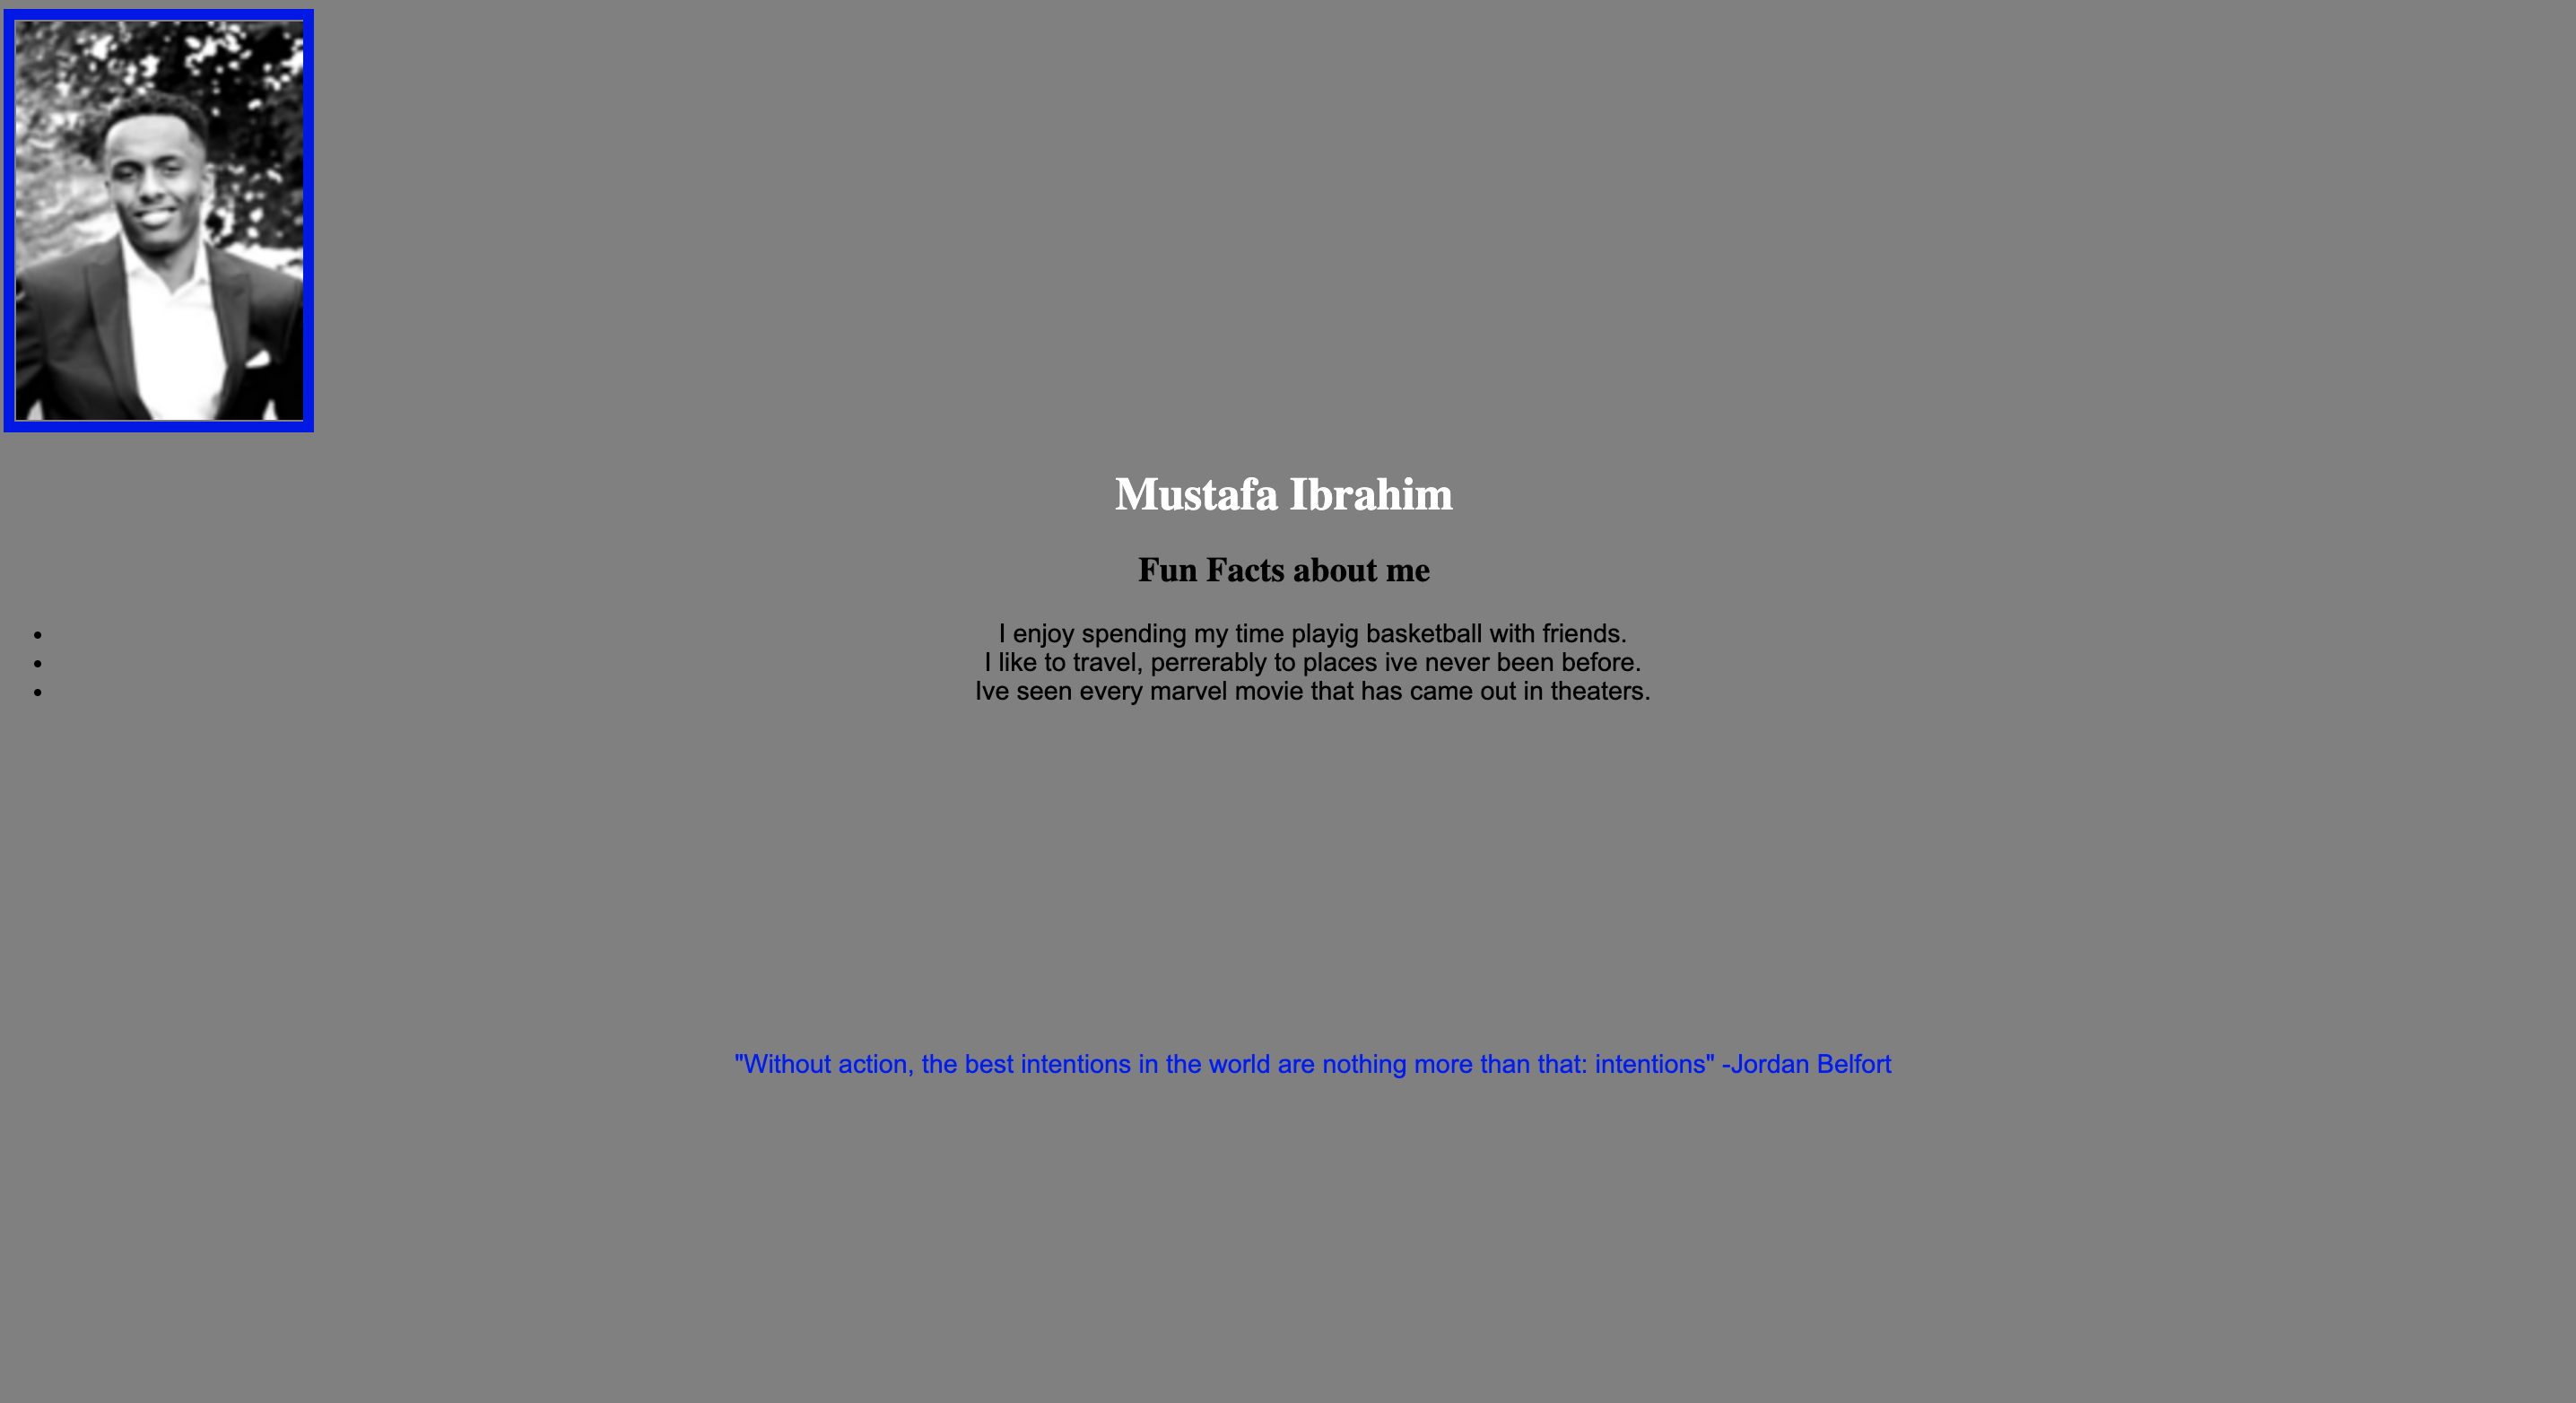 Mustafa Ibrahim
Fun Facts about me
I enjoy spending my time playig basketball with friends.
I like to travel, perrerably to places ive never been before.
Ive seen every marvel movie that has came out in theaters.
"Without action, the best intentions in the world are nothing more than that: intentions" -Jordan Belfort